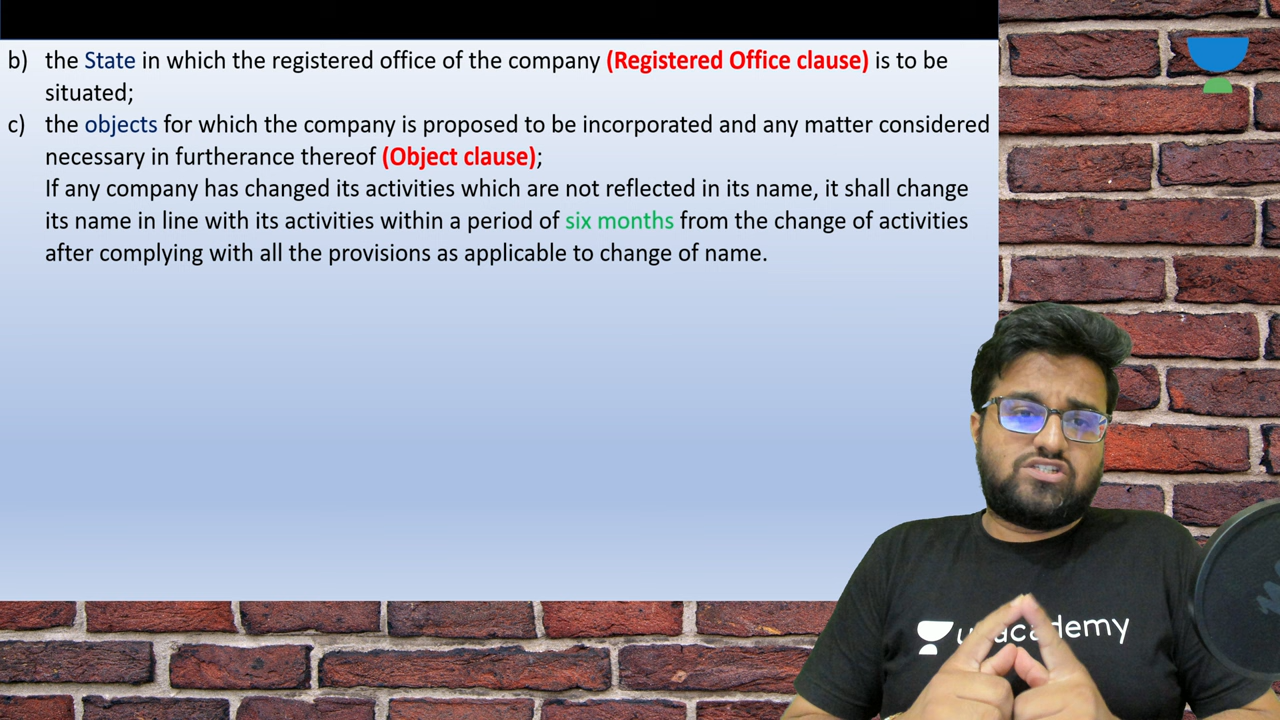 b) the State in which the registered office of the company (Registered Office clause) is to be
situated;
c) the objects for which the company is proposed to be incorporated and any matter considered
necessary in furtherance thereof (Object clause);
If any company has changed its activities which are not reflected in its name, it shall change
its name in line with its activities within a period of six months from the change of activities
after complying with all the provisions as applicable to change of name.